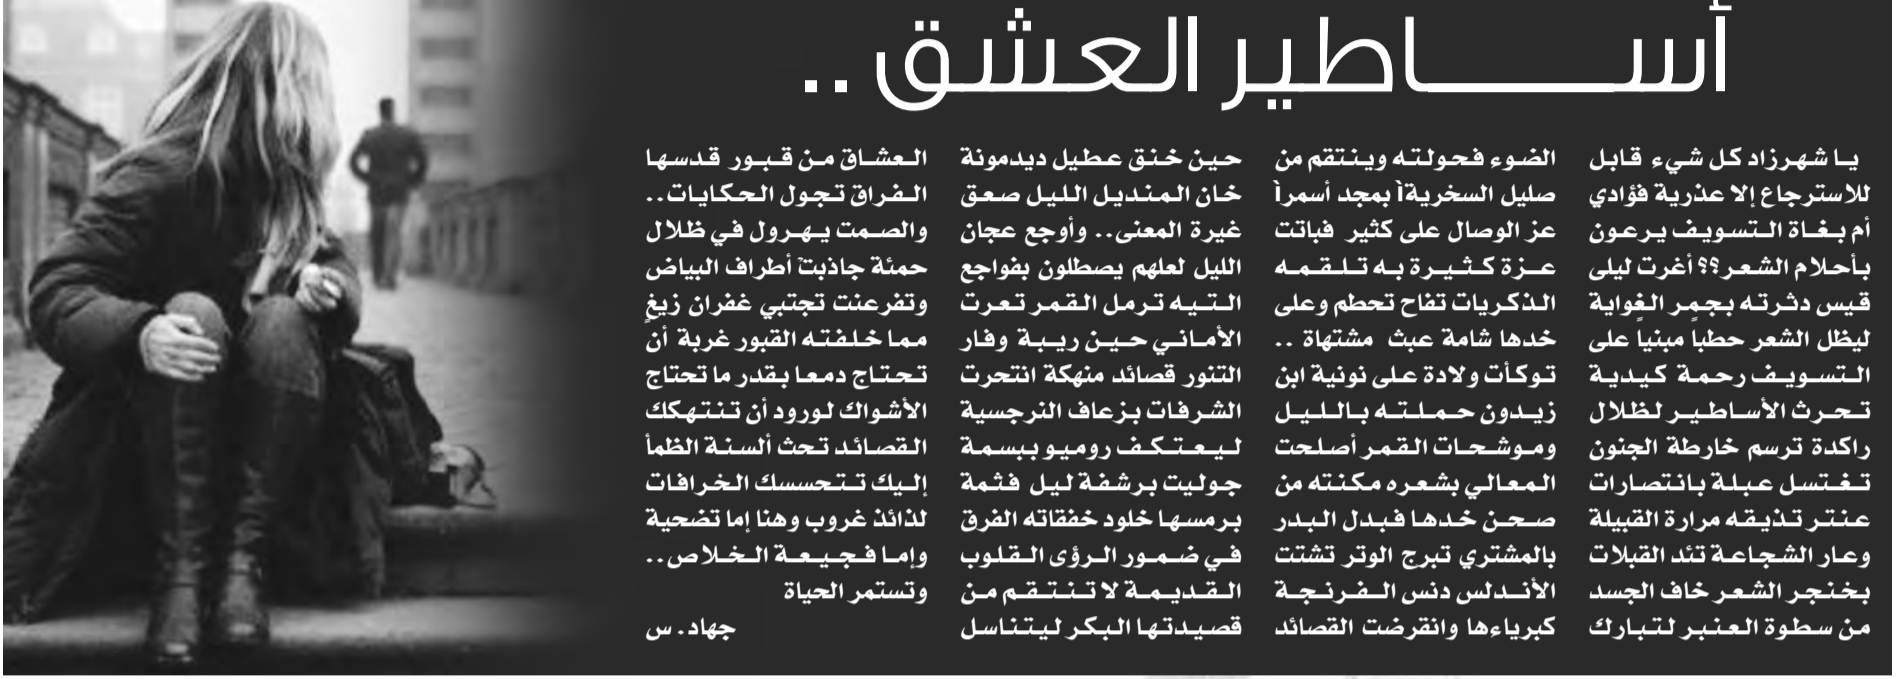 أساطير العشق ..
يا شهرزاد كل شيء قابل
للاسترجاع إلا عذرية فؤادي
أم بغاة التسويف يرعون
بأحلام الشعر؟؟ أغرت ليلى
قيس دثرته بجمر الغواية
ليظل الشعر حطباً مبنياً على
التسويف رحمة كيدية
تحرث الأساطير لظلال
راكدة ترسم خارطة الجنون
تغتسل عبلة بانتصارات
عنتر تذيقه مرارة القبيلة
وعار الشجاعة تئد القبلات
بخنجر الشعر خاف الجسد
من سطوة العنبر لتبارك
الضوء فحولته وينتقم من
صليل السخرية بمجد أسمر
عز الوصال على كثير فباتت
عزة كثيرة به تلقمه
الذكريات تفاح تحطم وعلى
خدها شامة عبث مشتهاة ..
توكأت ولادة على نونية ابن
زيدون حملته بالليل
وموشحات القمر أصلحت
المعالي بشعره مكنته من
صحن خدها فبدل البدر
بالمشتري تبرج الوتر تشتت
الأندلس دنس الفرنجة
كبرياءها وانقرضت القصائد
حين خنق عطيل ديدمونة
خان المنديل الليل صعق
غيرة المعنى.. وأوجع عجان
الليل لعلهم يصطلون بفواجع
التيه ترمل القمر تعرت
الأماني حين ريبة وفار
التنور قصائد منهكة انتحرت
الشرفات بزعاف النرجسية
ليعتكف روميو ببسمة
جوليت برشفة ليل فثمة
برمسها خلود خفقاته الفرق
في ضمور الرؤى القلوب
القديمة لا تنتقم من
قصيدتها البكر ليتناسل
العشاق من قبور قدسها
الفراق تجول الحكايات..
والصمت يهرول في ظلال
حمئة جاذبت أطراف البياض
وتفرعنت تجتبي غفران زيغٍ
مما خلفته القبور غربة أن
تحتاج دمعا بقدر ما تحتاج
الأشواك لورود أن تنتهكك
القصائد تحث ألسنة الظمأ
إليك تتحسسك الخرافات
لذائذ غروب وهنا إما تضحية
وإما فجيعة الخلاص..
وتستمر الحياة
جهاد. س